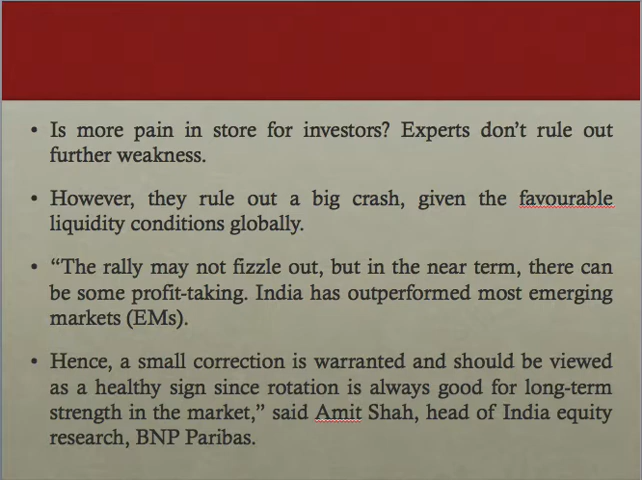 • Is more pain in store for investors? Experts don’t rule out
further weakness.
• However, they rule out a big crash, given the favourable
liquidity conditions globally.
• “The rally may not fizzle out, but in the near term, there can
be some profit-taking. India has outperformed most emerging
markets (EMs).
• Hence, a small correction is warranted and should be viewed
as a healthy sign since rotation is always good for long-term
strength in the market,” said Amit Shah, head of India equity
research, BNP Paribas.